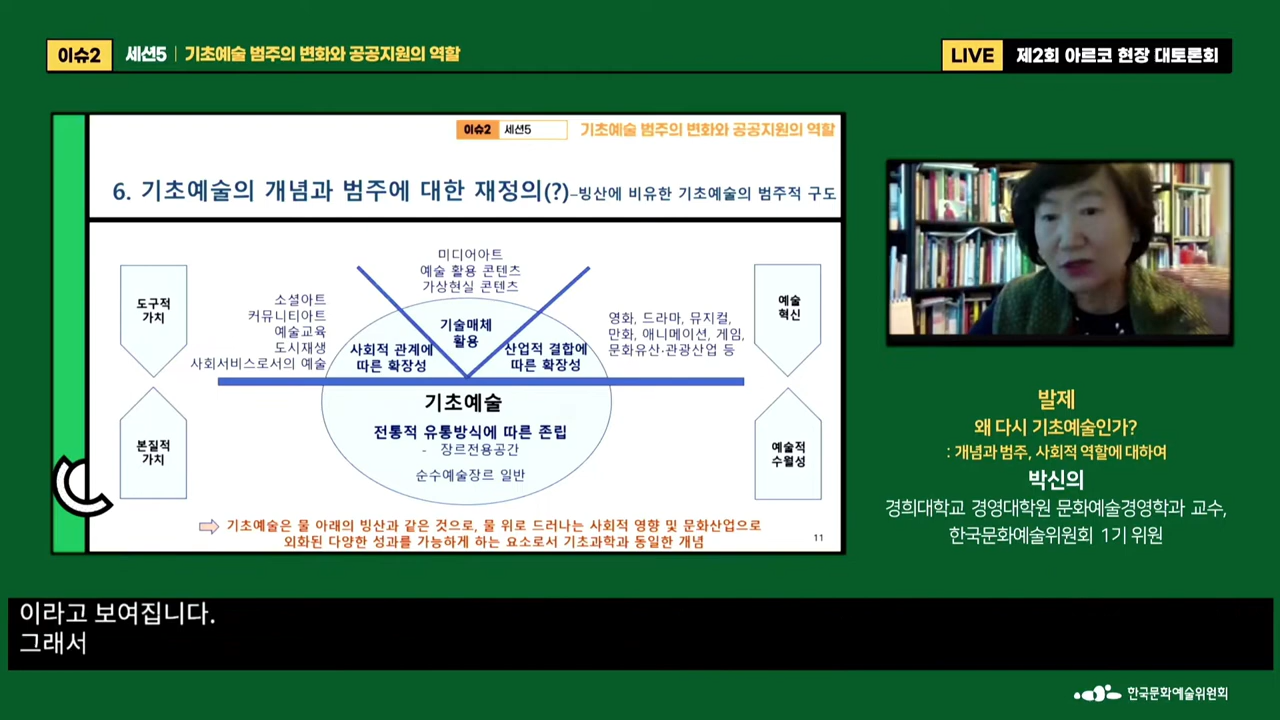 이슈2 세션5 | 기초예술 범주의 변화와 공공지원의 역할
LIVE 제2회 아르코 현장 대토론회
이슈2 세션5 기초예술 범주의 변화와 공공지원의 역할
6. 기초예술의 개념과 범주에 대한 재정의(?)–빙산에 비유한 기초예술의 범주적 구도
도구적
가치
본질적
가치
소셜아트
커뮤니티아트
예술교육
도시재생
사회서비스로서의 예술
미디어아트
예술 활용 콘텐츠
가상현실 콘텐츠
기술매체
활용
사회적 관계에
따른 확장성
산업적 결합에
따른 확장성
영화, 드라마, 뮤지컬,
만화, 애니메이션, 게임,
문화유산·관광산업 등
기초예술
전통적 유통방식에 따른 존립
- 장르전용공간
순수예술장르 일반
예술
혁신
예술적
수월성
기초예술은 물 아래의 빙산과 같은 것으로, 물 위로 드러나는 사회적 영향 및 문화산업으로
외화된 다양한 성과를 가능하게 하는 요소로서 기초과학과 동일한 개념
11
발제
왜 다시 기초예술인가?
: 개념과 범주, 사회적 역할에 대하여
박신의
경희대학교 경영대학원 문화예술경영학과 교수,
한국문화예술위원회 1기 위원
이라고 보여집니다.
그래서
한국문화예술위원회